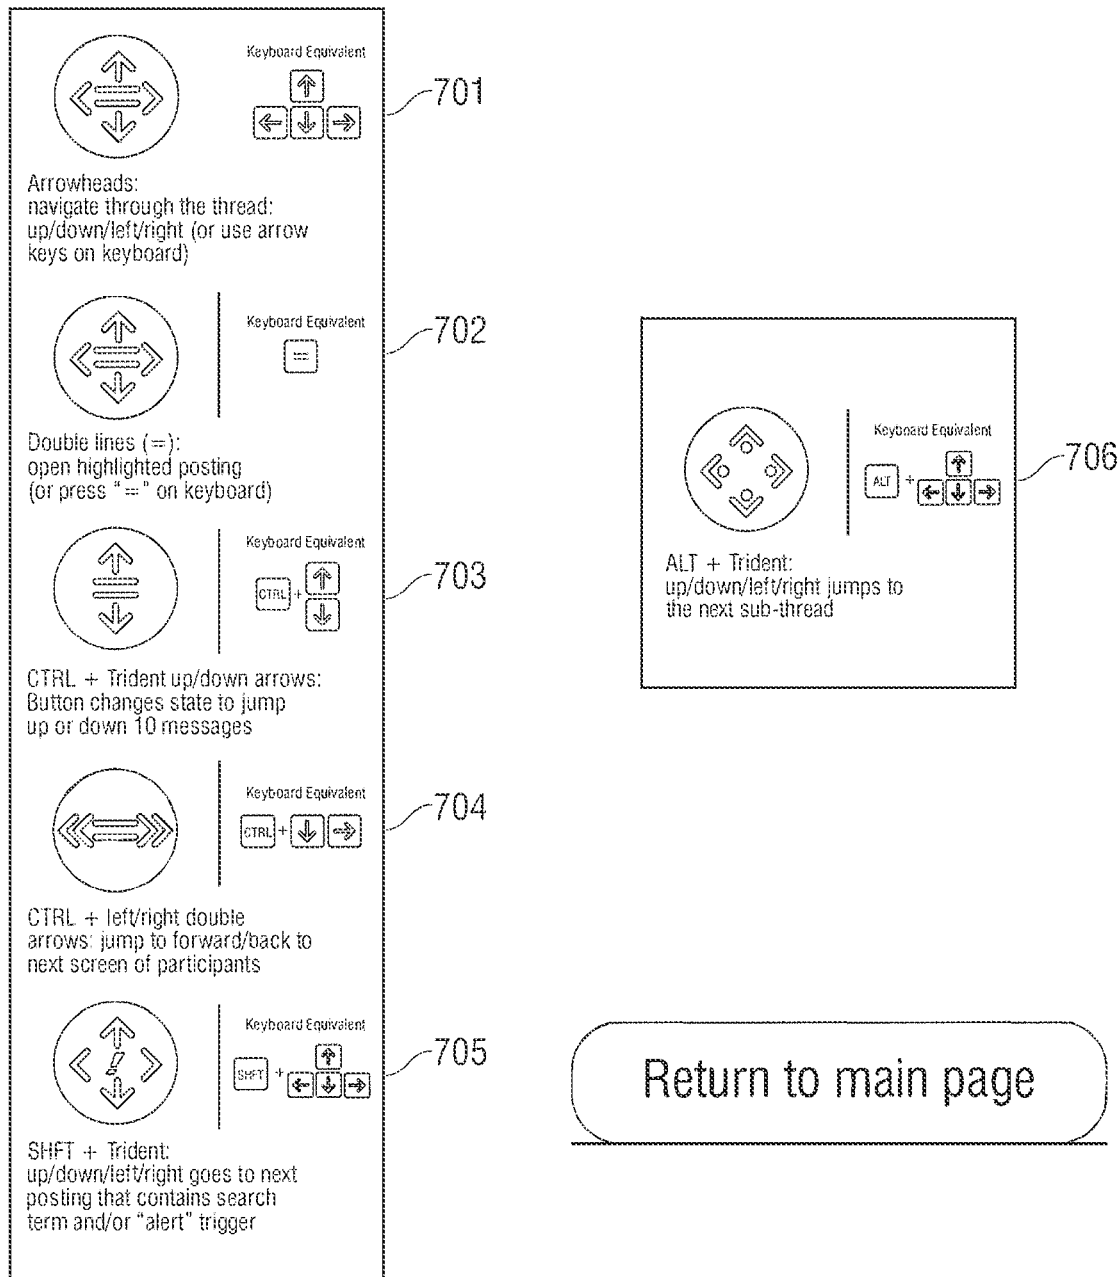 Keyboard Equivalent
701
Arrowheads:
navigate through the thread:
up/down/left/right (or use arrow
keys on keyboard)
Keyboard Equivalent
=
702
Double lines (=):
open highlighted posting
(or press "=" on keyboard)
Keyboard Equivalent
CTRL +
703
CTRL + Trident up/down arrows:
Button changes state to jump
up or down 10 messages
Keyboard Equivalent
CTRL +
704
CTRL + left/right double
arrows: jump to forward/back to
next screen of participants
Keyboard Equivalent
SHFT +
705
SHFT + Trident:
up/down/left/right goes to next
posting that contains search
term and/or "alert" trigger
Keyboard Equivalent
ALT +
706
ALT + Trident:
up/down/left/right jumps to
the next sub-thread
Return to main page